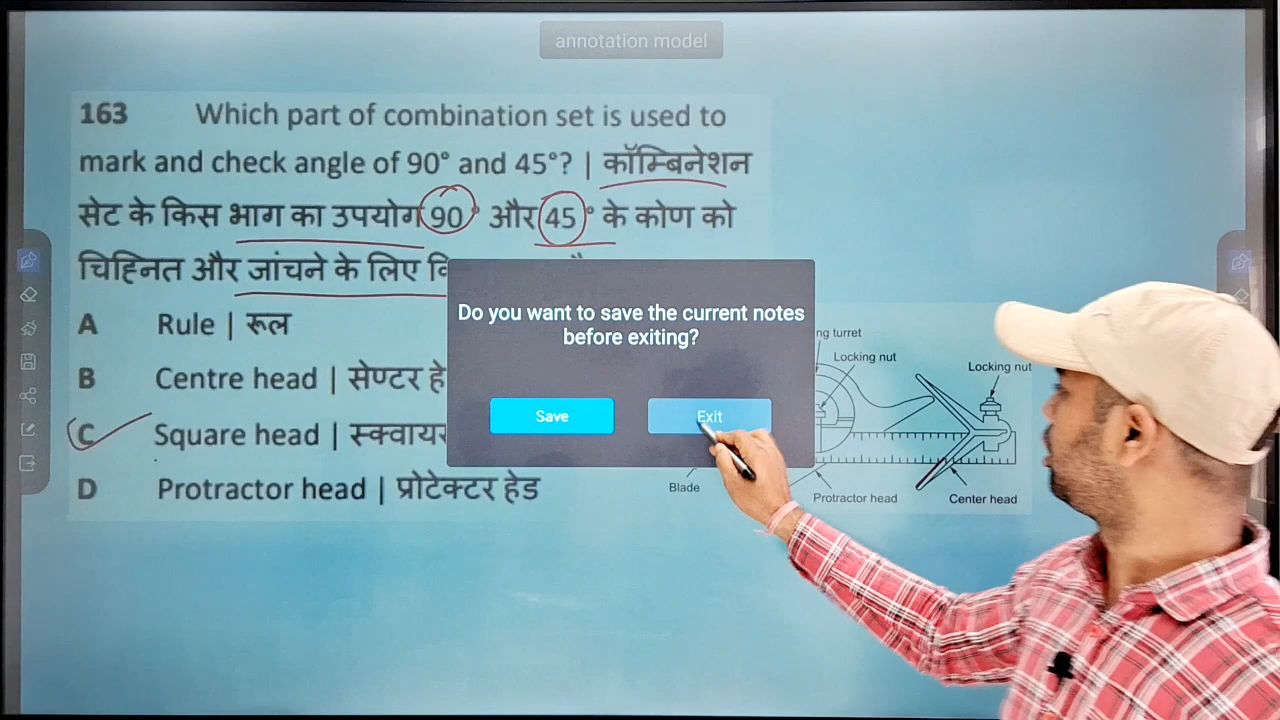 annotation model
163 Which part of combination set is used to
mark and check angle of 90° and 45°? | कॉम्बिनेशन
सेट के किस भाग का उपयोग 90° और 45° के कोण को
चिह्नित और जांचने के लिए
A Rule | रूल
B Centre head | सेण्टर
C Square head | स्क्वायर
D Protractor head | प्रोटेक्टर हेड
Do you want to save the current notes
before exiting?
Save Exit
turret
Locking nut
Locking nut
Blade
Protractor head
Center head